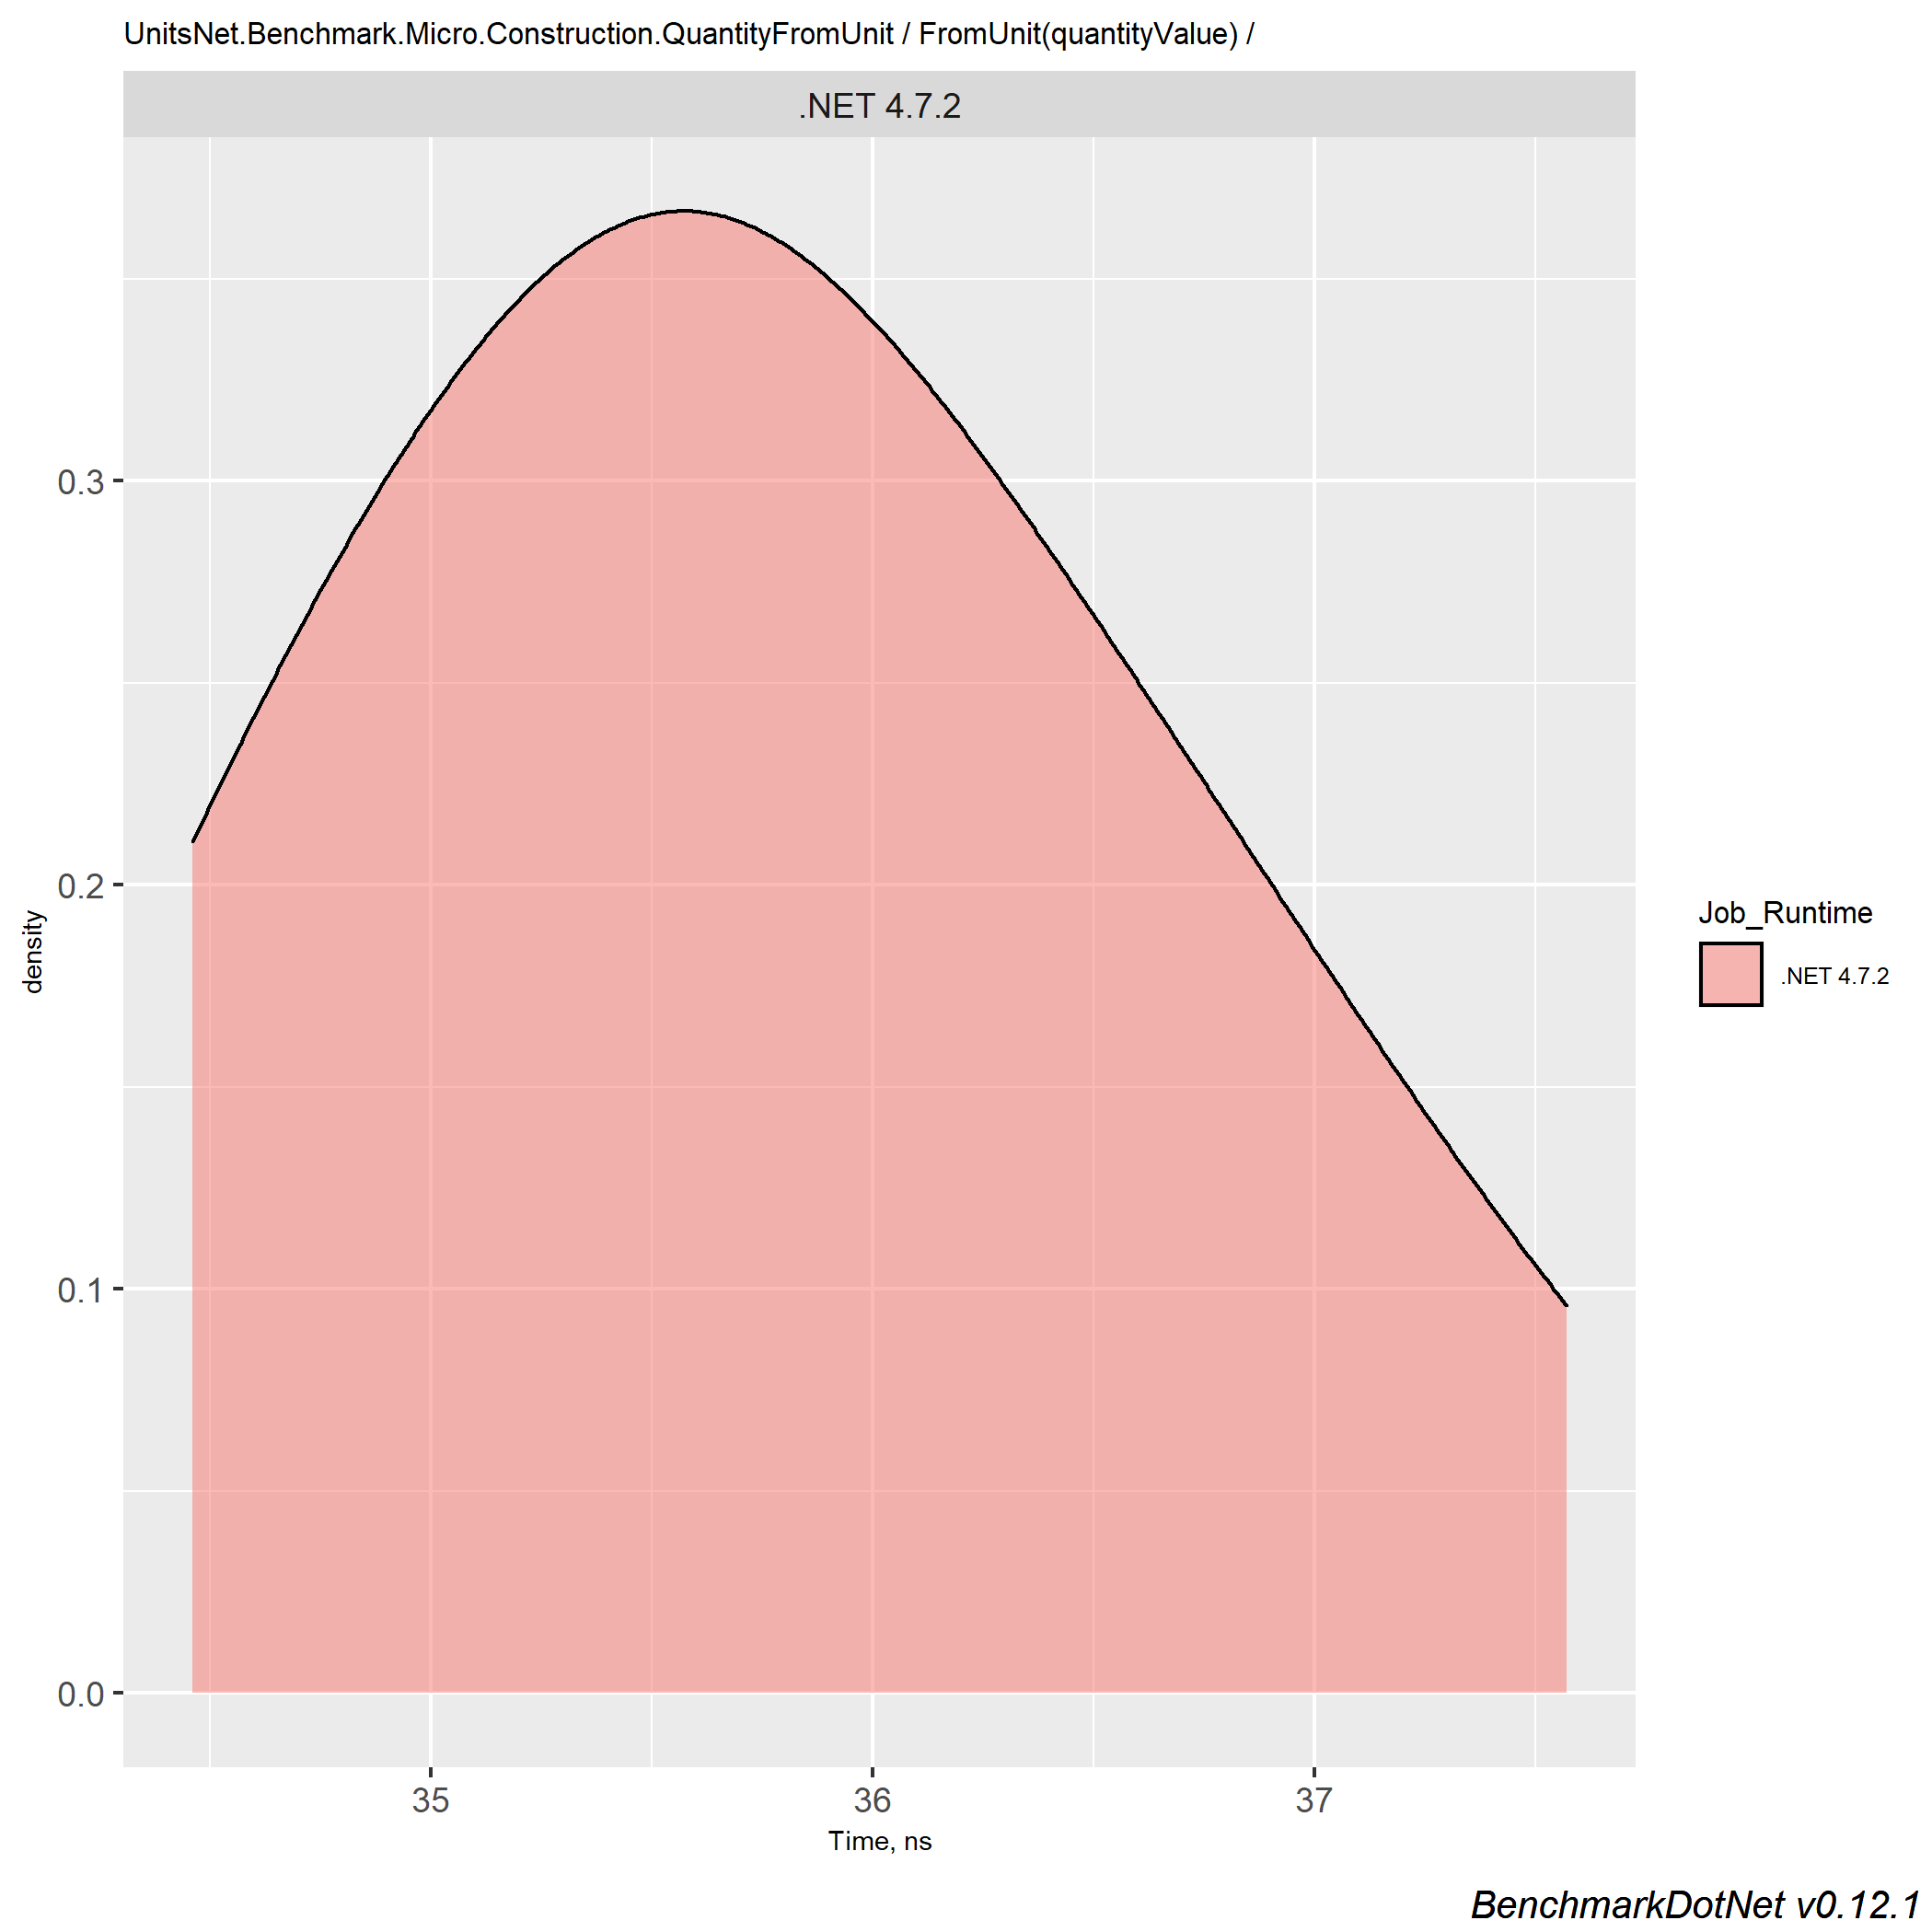 UnitsNet.Benchmark.Micro.Construction.QuantityFromUnit / FromUnit(quantityValue) /
.NET 4.7.2
0.3
0.2
0.1
0.0
density
35
36
37
Time, ns
Job_Runtime
.NET 4.7.2
BenchmarkDotNet v0.12.1